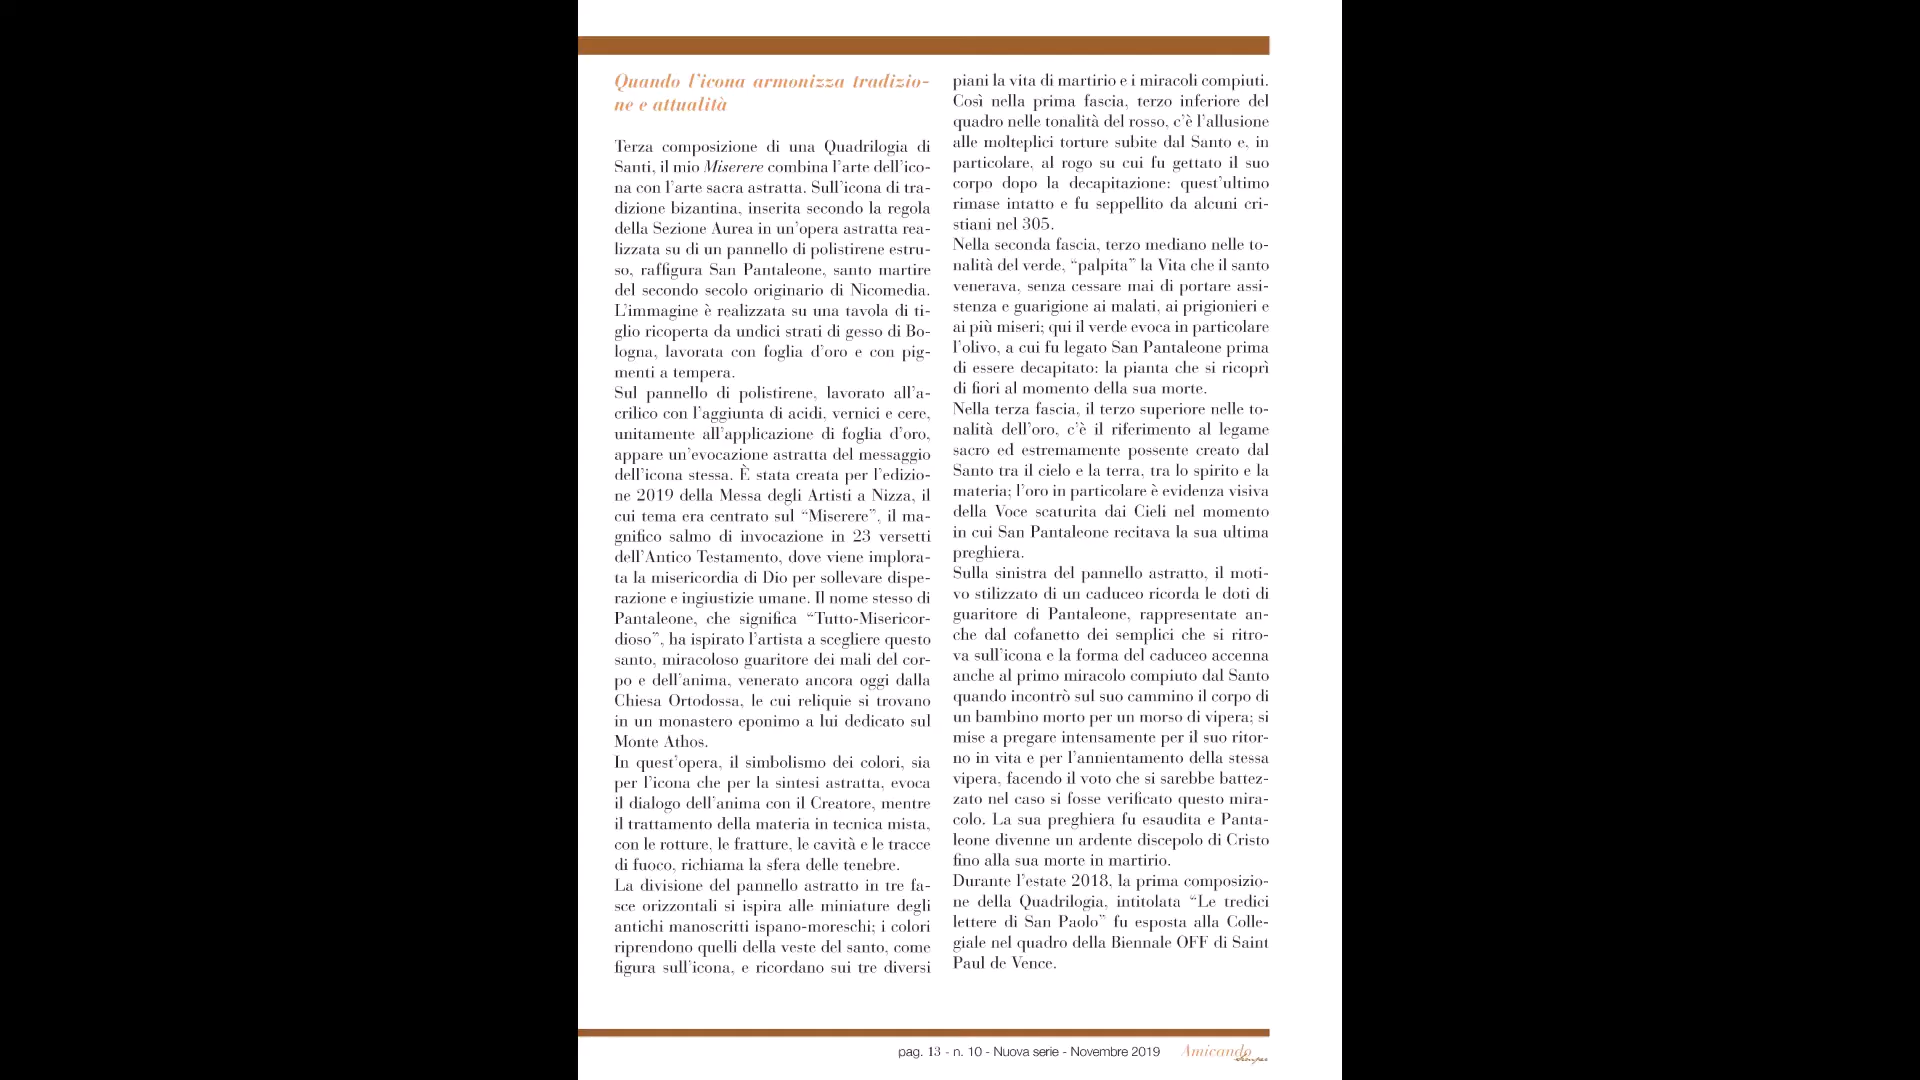 Quando l'icona armonizza tradizio-
ne e attualità
Terza composizione di una Quadrilogia di
Santi, il mio Miserere combina l'arte dell'ico-
na con l'arte sacra astratta. Sull'icona di tra-
dizione bizantina, inserita secondo la regola
della Sezione Aurea in un'opera astratta rea-
lizzata su di un pannello di polistirene estru-
so, raffigura San Pantaleone, santo martire
del secondo secolo originario di Nicomedia.
L'immagine è realizzata su una tavola di ti-
glio ricoperta da undici strati di gesso di Bo-
logna, lavorata con foglia d'oro e con pig-
menti a tempera.
Sul pannello di polistirene, lavorato all'a-
crilico con l'aggiunta di acidi, vernici e cere,
unitamente all'applicazione di foglia d'oro,
appare un'evocazione astratta del messaggio
dell'icona stessa. È stata creata per l'edizio-
ne 2019 della Messa degli Artisti a Nizza, il
cui tema era centrato sul “Miserere”, il ma-
gnifico salmo di invocazione in 23 versetti
dell'Antico Testamento, dove viene implora-
ta la misericordia di Dio per sollevare dispe-
razione e ingiustizie umane. Il nome stesso di
Pantaleone, che significa “Tutto-Misericor-
dioso”, ha ispirato l'artista a scegliere questo
santo, miracoloso guaritore dei mali del cor-
po e dell'anima, venerato ancora oggi dalla
Chiesa Ortodossa, le cui reliquie si trovano
in un monastero eponimo a lui dedicato sul
Monte Athos.
In quest'opera, il simbolismo dei colori, sia
per l'icona che per la sintesi astratta, evoca
il dialogo dell'anima con il Creatore, mentre
il trattamento della materia in tecnica mista,
con le rotture, le fratture, le cavità e le tracce
di fuoco, richiama la sfera delle tenebre.
La divisione del pannello astratto in tre fa-
sce orizzontali si ispira alle miniature degli
antichi manoscritti ispano-moreschi; i colori
riprendono quelli della veste del santo, come
figura sull'icona, e ricordano sui tre diversi
piani la vita di martirio e i miracoli compiuti.
Così nella prima fascia, terzo inferiore del
quadro nelle tonalità del rosso, c'è l'allusione
alle molteplici torture subite dal Santo e, in
particolare, al rogo su cui fu gettato il suo
corpo dopo la decapitazione: quest'ultimo
rimase intatto e fu seppellito da alcuni cri-
stiani nel 305.
Nella seconda fascia, terzo mediano nelle to-
nalità del verde, “palpita” la Vita che il santo
venerava, senza cessare mai di portare assi-
stenza e guarigione ai malati, ai prigionieri e
ai più miseri; qui il verde evoca in particolare
l'olivo, a cui fu legato San Pantaleone prima
di essere decapitato: la pianta che si ricoprì
di fiori al momento della sua morte.
Nella terza fascia, il terzo superiore nelle to-
nalità dell'oro, c'è il riferimento al legame
sacro ed estremamente possente creato dal
Santo tra il cielo e la terra, tra lo spirito e la
materia; l'oro in particolare è evidenza visiva
della Voce scaturita dai Cieli nel momento
in cui San Pantaleone recitava la sua ultima
preghiera.
Sulla sinistra del pannello astratto, il moti-
vo stilizzato di un caduceo ricorda le doti di
guaritore di Pantaleone, rappresentate an-
che dal cofanetto dei semplici che si ritro-
va sull'icona e la forma del caduceo accenna
anche al primo miracolo compiuto dal Santo
quando incontrò sul suo cammino il corpo di
un bambino morto per un morso di vipera; si
mise a pregare intensamente per il suo ritor-
no in vita e per l'annientamento della stessa
vipera, facendo il voto che si sarebbe battez-
zato nel caso si fosse verificato questo mira-
colo. La sua preghiera fu esaudita e Panta-
leone divenne un ardente discepolo di Cristo
fino alla sua morte in martirio.
Durante l'estate 2018, la prima composizio-
ne della Quadrilogia, intitolata “Le tredici
lettere di San Paolo” fu esposta alla Colle-
giale nel quadro della Biennale OFF di Saint
Paul de Vence.
pag. 13 - n. 10 - Nuova serie - Novembre 2019 Amicando
Semper